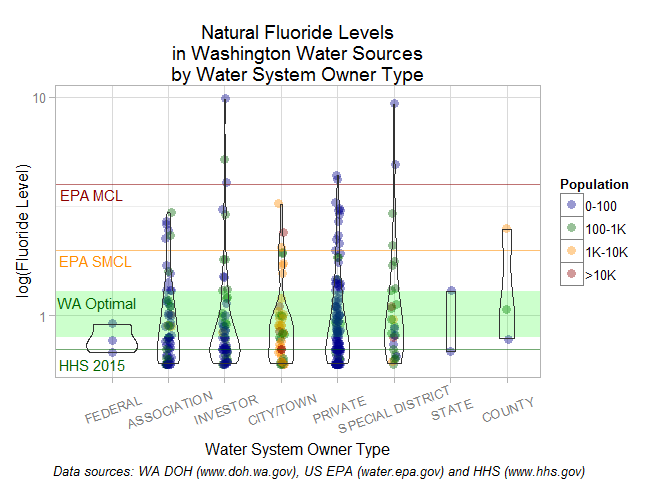 Natural Fluoride Levels
in Washington Water Sources
by Water System Owner Type
log(Fluoride Level)
10
1
EPA MCL
EPA SMCL
WA Optimal
HHS 2015
Population
0-100
100-1K
1K-10K
>10K
FEDERAL
ASSOCIATION
INVESTOR
CITY/TOWN
PRIVATE
SPECIAL DISTRICT
STATE
COUNTY
Water System Owner Type
Data sources: WA DOH (www.doh.wa.gov), US EPA (water.epa.gov) and HHS (www.hhs.gov)